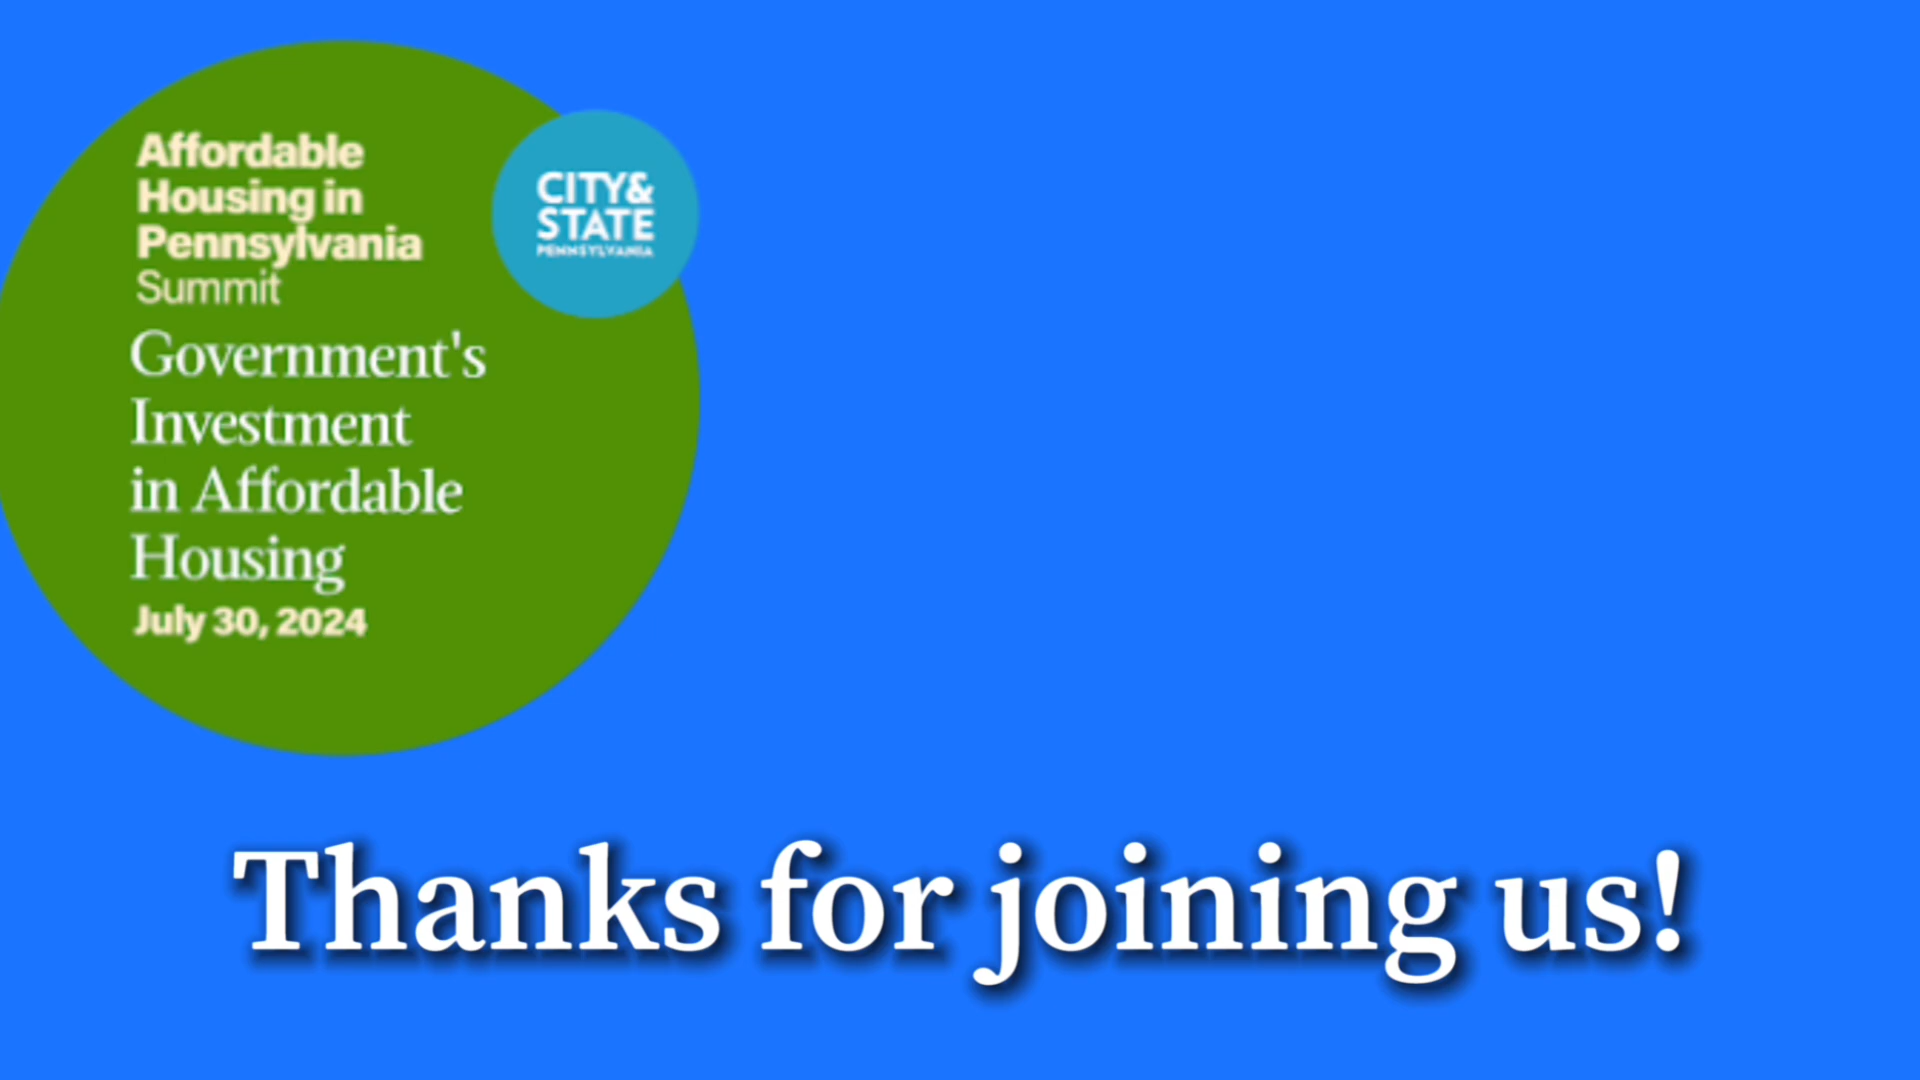 Affordable
Housing in
Pennsylvania
Summit
CITY&
STATE
PENNSYLVANIA
Government's
Investment
in Affordable
Housing
July 30, 2024
Thanks for joining us!